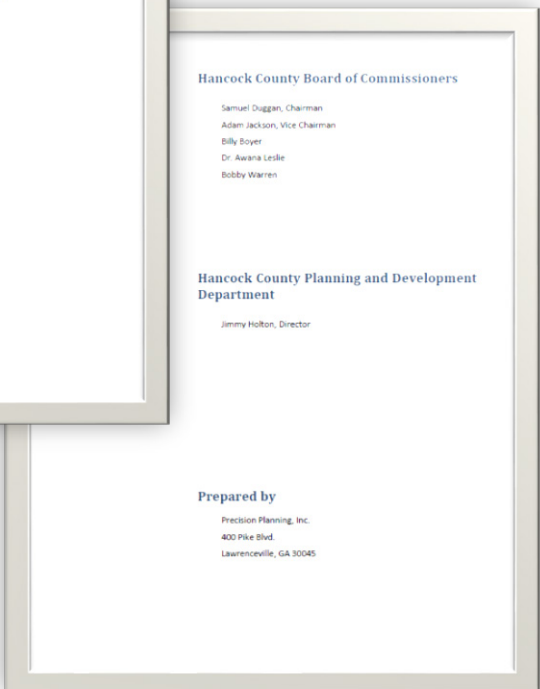 Hancock County Board of Commissioners
Samuel Duggan, Chairman
Adam Jackson, Vice Chairman
Billy Boyer
Dr. Awana Leslie
Bobby Warren
Hancock County Planning and Development
Department
Jimmy Holton, Director
Prepared by
Precision Planning, Inc.
400 Pike Blvd.
Lawrenceville, GA 30045